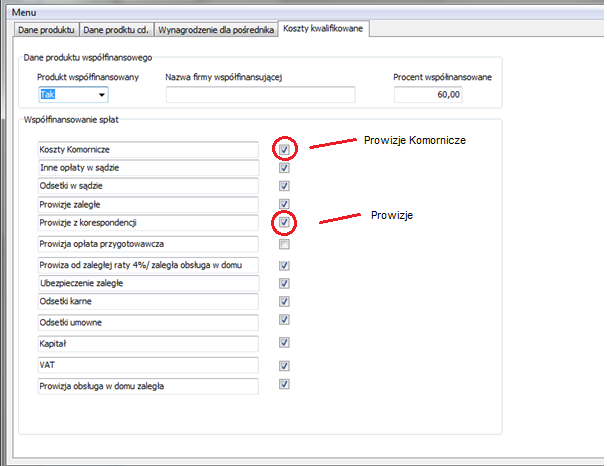 Menu
Dane produktu Dane prodktu cd. Wynagrodzenie dla pośrednika Koszty kwalifikowane
Dane produktu współfinansowego
Produkt współfinansowany Nazwa firmy współfinansującej Procent współinansowane
Tak 60,00
Współfinansowanie spłat
Koszty Komornicze Prowizje Komornicze
Inne opłaty w sądzie
Odsetki w sądzie
Prowizje zaległe
Prowizje z korespondencji Prowizje
Prowizja opłata przygotowawcza
Prowiza od zaległej raty 4%/ zaległa obsługa w domu
Ubezpieczenie zaległe
Odsetki karne
Odsetki umowne
Kapitał
VAT
Prowizja obsługa w domu zaległa